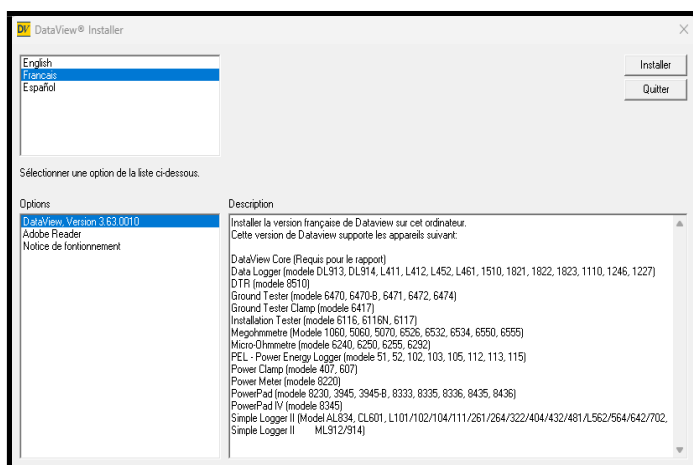 DV DataView® Installer
English
Francais
Español
Installer
Quitter
Sélectionner une option de la liste ci-dessous.
Options
DataView, Version 3.63.0010
Adobe Reader
Notice de fontionnement
Description
Installer la version française de Dataview sur cet ordinateur.
Cette version de Dataview supporte les appareils suivant:
DataView Core (Requis pour le rapport)
Data Logger (modele DL913, DL914, L411, L412, L452, L461, 1510, 1821, 1822, 1823, 1110, 1246, 1227)
DTR (modele 8510)
Ground Tester (modele 6470, 6470-B, 6471, 6472, 6474)
Ground Tester Clamp (modele 6417)
Installation Tester (modele 6116, 6116N, 6117)
Megohmmetre (Modele 1060, 5060, 5070, 6526, 6532, 6534, 6550, 6555)
Micro-Ohmmetre (modele 6240, 6250, 6255, 6292)
PEL - Power Energy Logger (modele 51, 52, 102, 103, 105, 112, 113, 115)
Power Clamp (modele 407, 607)
Power Meter (modele 8220)
PowerPad (modele 8230, 3945, 3945-B, 8333, 8335, 8336, 8435, 8436)
PowerPad IV (modele 8345)
Simple Logger II (Model AL834, CL601, L101/102/104/111/261/264/322/404/432/481/L562/564/642/702,
Simple Logger II ML912/914)